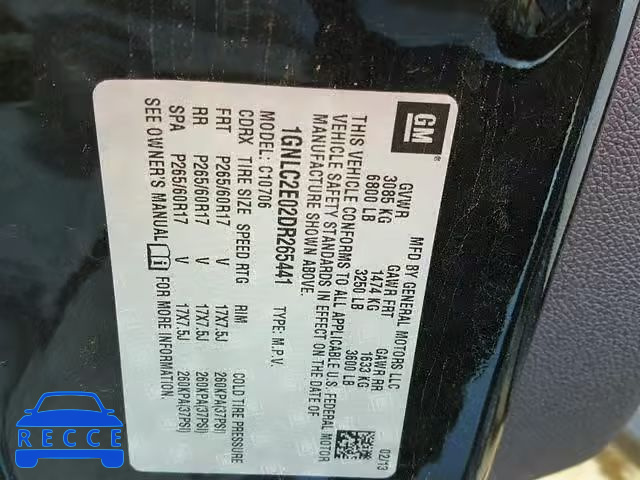 GM
MFD BY GENERAL MOTORS LLC 02/13
GVWR GAWR FRT GAWR RR
3085 KG 1474 KG 1633 KG
6800 LB 3250 LB 3600 LB
THIS VEHICLE CONFORMS TO ALL APPLICABLE U.S. FEDERAL MOTOR
VEHICLE SAFETY STANDARDS IN EFFECT ON THE DATE OF
MANUFACTURE SHOWN ABOVE.
1GNLC2E02DR265441 TYPE: M.P.V.
MODEL: C10706
CDRX TIRE SIZE SPEED RTG RIM COLD TIRE PRESSURE
FRT P265/60R17 V 17X7.5J 260KPA(37PSI)
RR P265/60R17 V 17X7.5J 260KPA(37PSI)
SPA P265/60R17 V 17X7.5J 260KPA(37PSI)
SEE OWNER'S MANUAL FOR MORE INFORMATION.
RECCE